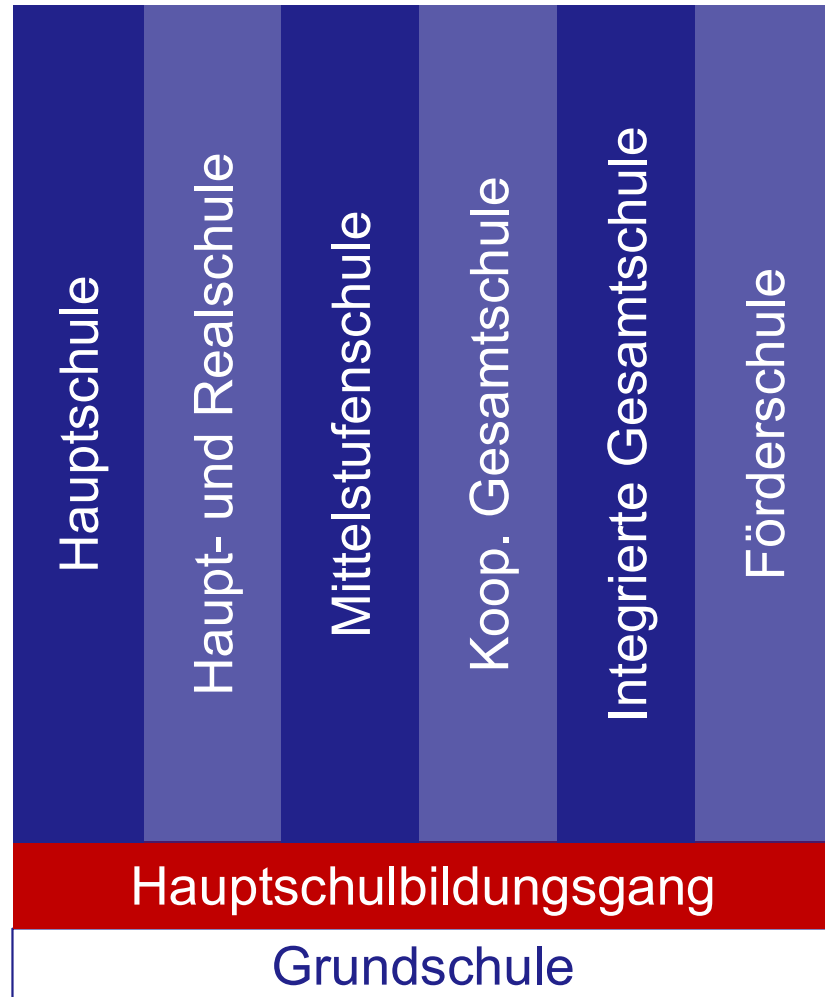 Hauptschule
Haupt- und Realschule
Mittelstufenschule
Koop. Gesamtschule
Integrierte Gesamtschule
Förderschule
Hauptschulbildungsgang
Grundschule